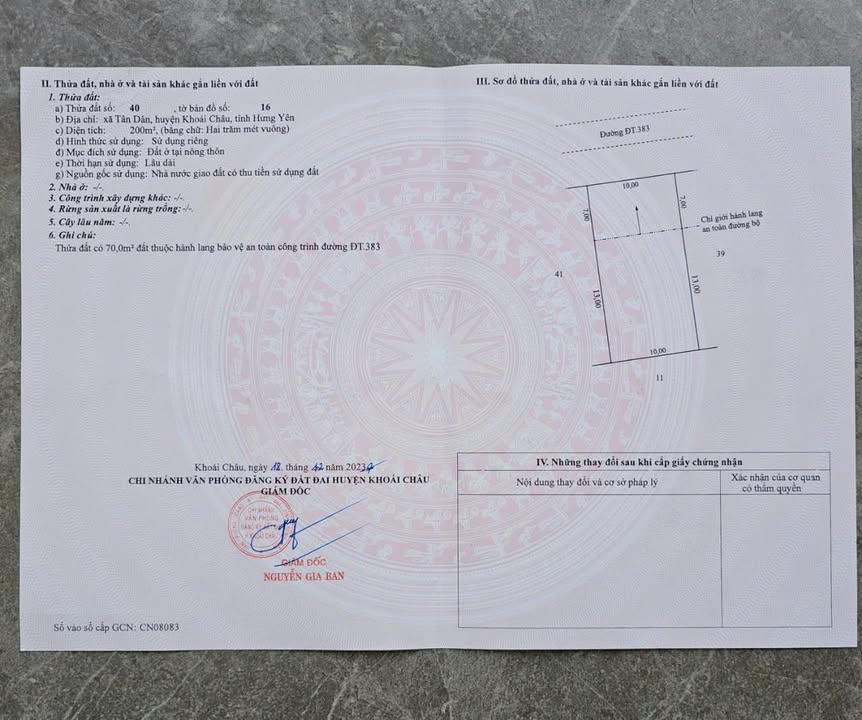 II. Thửa đất, nhà ở và tài sản khác gắn liền với đất
1. Thửa đất:
a) Thửa đất số: 40 , tờ bản đồ số: 16
b) Địa chỉ: xã Tân Dân, huyện Khoái Châu, tỉnh Hưng Yên
c) Diện tích: 200m², (bằng chữ: Hai trăm mét vuông)
d) Hình thức sử dụng: Sử dụng riêng
đ) Mục đích sử dụng: Đất ở tại nông thôn
e) Thời hạn sử dụng: Lâu dài
g) Nguồn gốc sử dụng: Nhà nước giao đất có thu tiền sử dụng đất
2. Nhà ở: -/-.
3. Công trình xây dựng khác: -/-.
4. Rừng sản xuất là rừng trồng:-/-.
5. Cây lâu năm: -/-.
6. Ghi chú:
Thửa đất có 70,0m² đất thuộc hành lang bảo vệ an toàn công trình đường ĐT.383
Khoái Châu, ngày 12 tháng 12 năm 2023
CHI NHÁNH VĂN PHÒNG ĐĂNG KÝ ĐẤT ĐAI HUYỆN KHOÁI CHÂU
GIÁM ĐỐC
CHI NHÁNH
VĂN PHÒNG
GIÁM ĐỐC
NGUYỄN GIA BAN
Số vào sổ cấp GCN: CN08083
III. Sơ đồ thửa đất, nhà ở và tài sản khác gắn liền với đất
Đường ĐT.383
10,00
7,00
7,00
Chỉ giới hành lang
an toàn đường bộ
39
41
13,00
13,00
10,00
11
IV. Những thay đổi sau khi cấp giấy chứng nhận
Nội dung thay đổi và cơ sở pháp lý
Xác nhận của cơ quan
có thẩm quyền